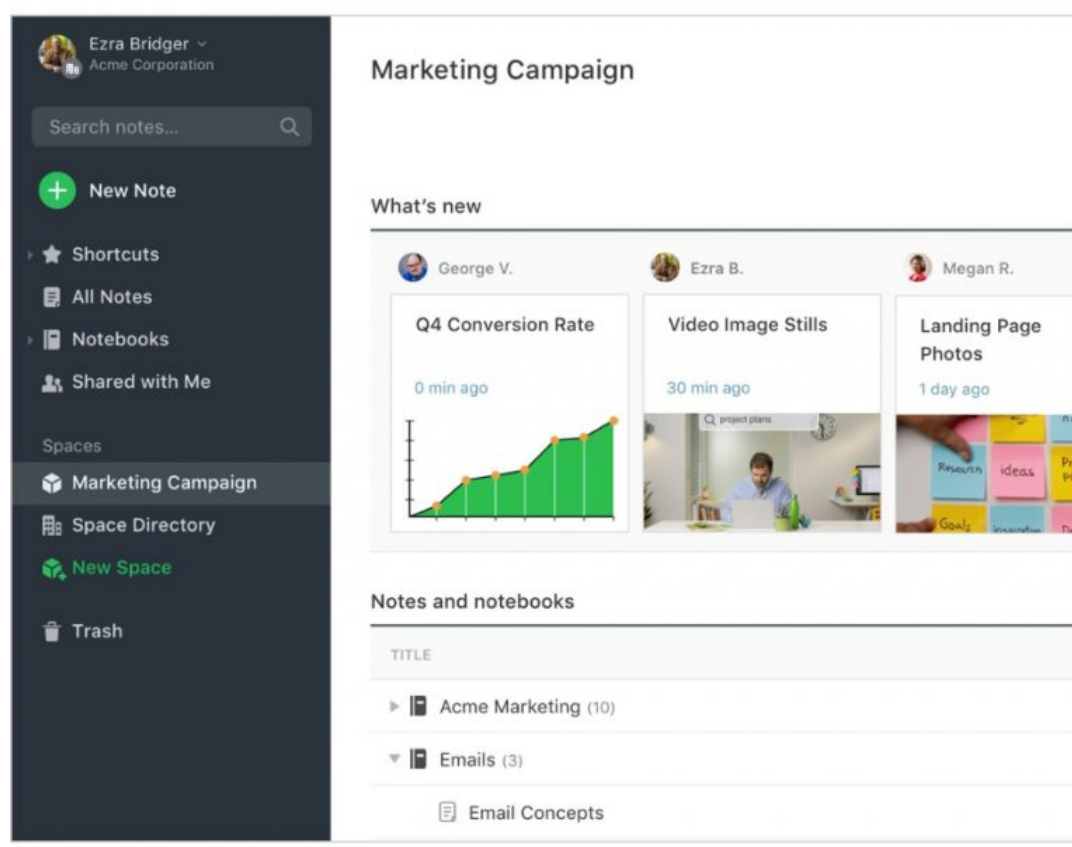 Ezra Bridger
Acme Corporation
Search notes...
New Note
Shortcuts
All Notes
Notebooks
Shared with Me
Spaces
Marketing Campaign
Space Directory
New Space
Trash
Marketing Campaign
What's new
George V.
Q4 Conversion Rate
0 min ago
Ezra B.
Video Image Stills
30 min ago
project plans
Megan R.
Landing Page
Photos
1 day ago
Research
ideas
Goals
Notes and notebooks
TITLE
Acme Marketing (10)
Emails (3)
Email Concepts